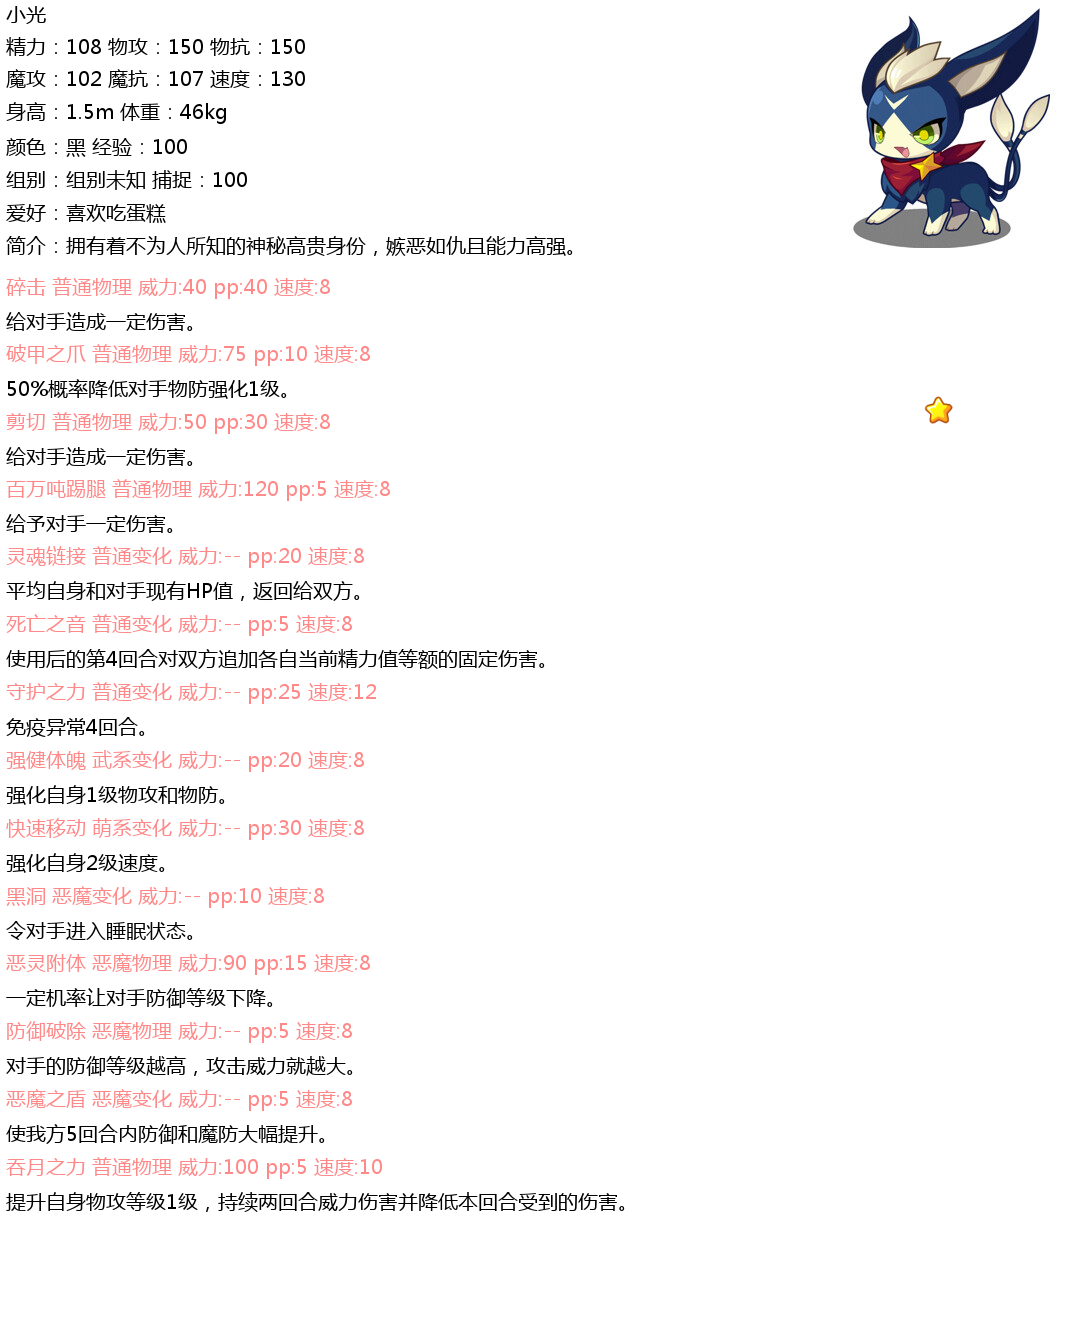 小光
精力：108 物攻：150 物抗：150
魔攻：102 魔抗：107 速度：130
身高：1.5m 体重：46kg
颜色：黑 经验：100
组别：组别未知 捕捉：100
爱好：喜欢吃蛋糕
简介：拥有着不为人所知的神秘高贵身份，嫉恶如仇且能力高强。
碎击 普通物理 威力:40 pp:40 速度:8
给对手造成一定伤害。
破甲之爪 普通物理 威力:75 pp:10 速度:8
50%概率降低对手物防强化1级。
剪切 普通物理 威力:50 pp:30 速度:8
给对手造成一定伤害。
百万吨踢腿 普通物理 威力:120 pp:5 速度:8
给予对手一定伤害。
灵魂链接 普通变化 威力:-- pp:20 速度:8
平均自身和对手现有HP值，返回给双方。
死亡之音 普通变化 威力:-- pp:5 速度:8
使用后的第4回合对双方追加各自当前精力值等额的固定伤害。
守护之力 普通变化 威力:-- pp:25 速度:12
免疫异常4回合。
强健体魄 武系变化 威力:-- pp:20 速度:8
强化自身1级物攻和物防。
快速移动 萌系变化 威力:-- pp:30 速度:8
强化自身2级速度。
黑洞 恶魔变化 威力:-- pp:10 速度:8
令对手进入睡眠状态。
恶灵附体 恶魔物理 威力:90 pp:15 速度:8
一定机率让对手防御等级下降。
防御破除 恶魔物理 威力:-- pp:5 速度:8
对手的防御等级越高，攻击威力就越大。
恶魔之盾 恶魔变化 威力:-- pp:5 速度:8
使我方5回合内防御和魔防大幅提升。
吞月之力 普通物理 威力:100 pp:5 速度:10
提升自身物攻等级1级，持续两回合威力伤害并降低本回合受到的伤害。